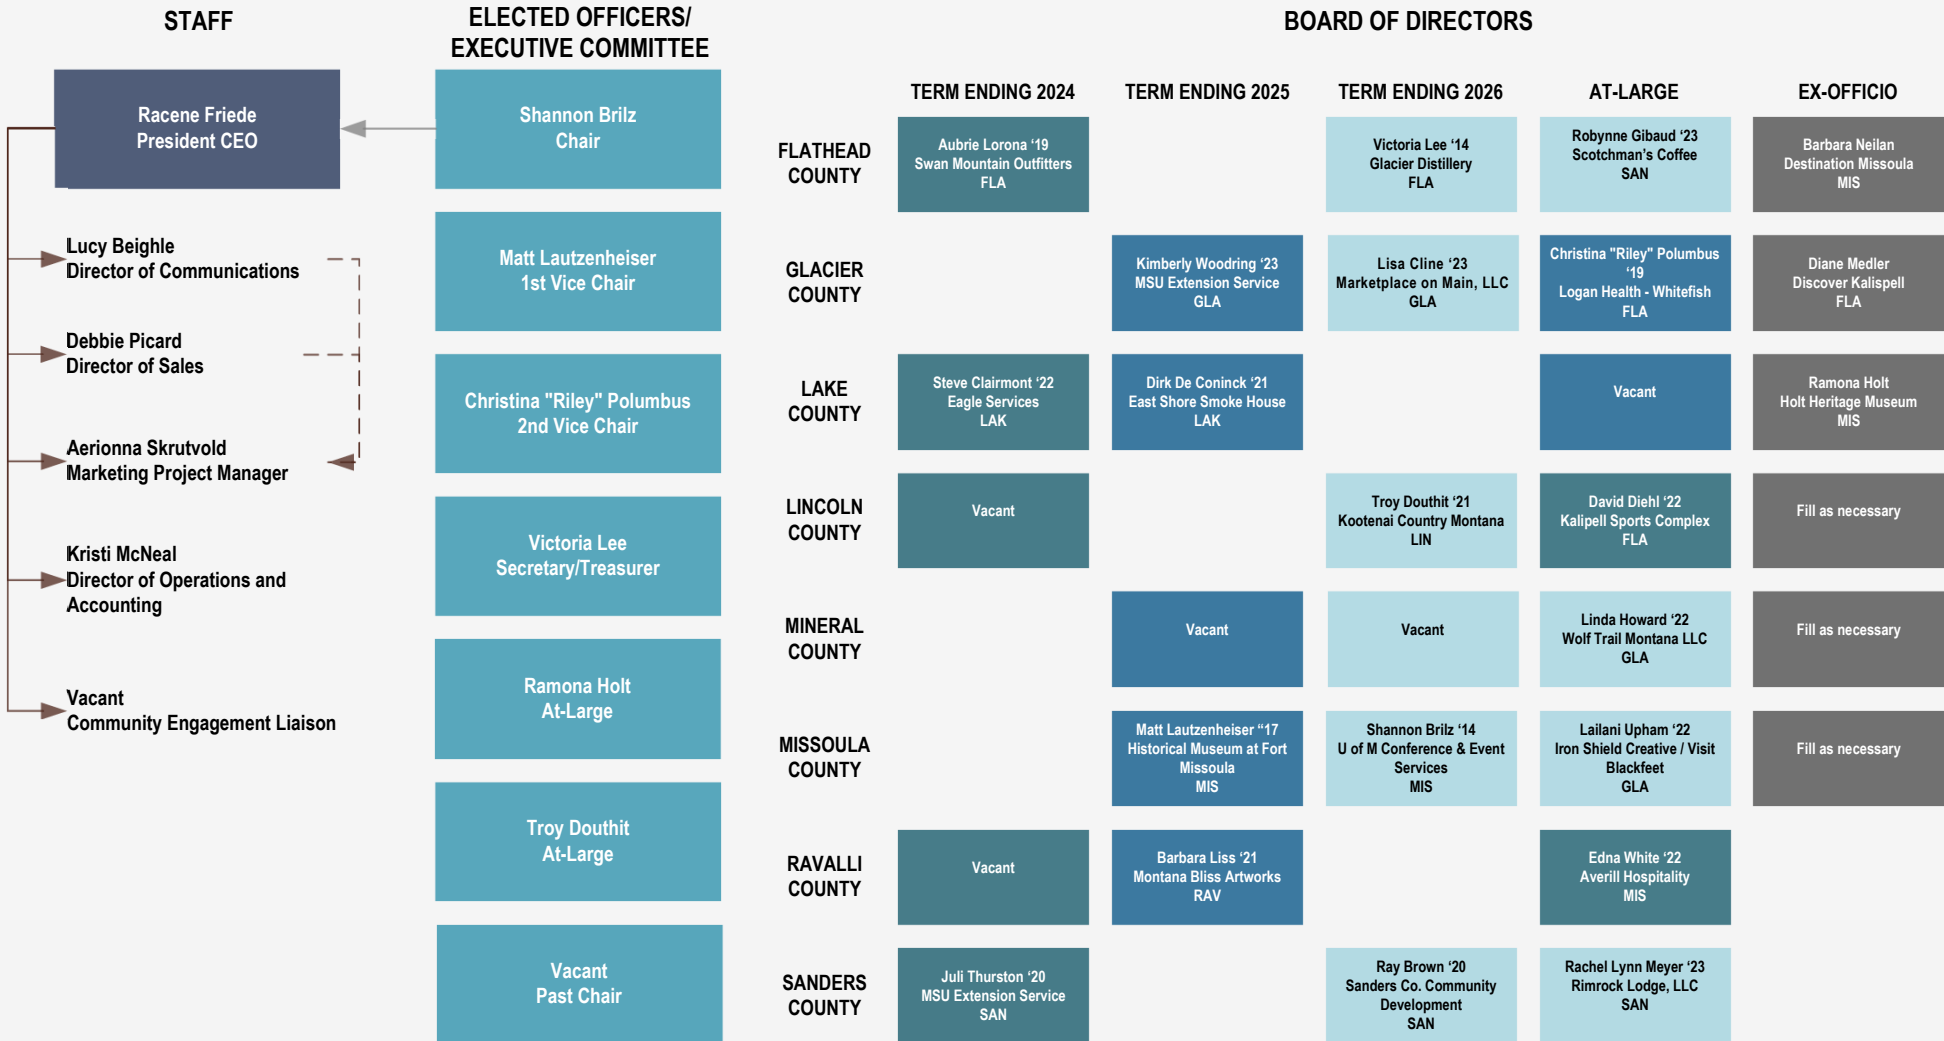 STAFF
Racene Friede
President CEO
Lucy Beighle
Director of Communications
Debbie Picard
Director of Sales
Aerionna Skrutvold
Marketing Project Manager
Kristi McNeal
Director of Operations and
Accounting
Vacant
Community Engagement Liaison
ELECTED OFFICERS/
EXECUTIVE COMMITTEE
Shannon Brilz
Chair
Matt Lautzenheiser
1st Vice Chair
Christina "Riley" Polumbus
2nd Vice Chair
Victoria Lee
Secretary/Treasurer
Ramona Holt
At-Large
Troy Douthit
At-Large
Vacant
Past Chair
BOARD OF DIRECTORS
TERM ENDING 2024
TERM ENDING 2025
TERM ENDING 2026
AT-LARGE
EX-OFFICIO
FLATHEAD
COUNTY
Aubrie Lorona ‘19
Swan Mountain Outfitters
FLA
Victoria Lee ‘14
Glacier Distillery
FLA
Robynne Gibaud ‘23
Scotchman’s Coffee
SAN
Barbara Neilan
Destination Missoula
MIS
GLACIER
COUNTY
Kimberly Woodring ‘23
MSU Extension Service
GLA
Lisa Cline ‘23
Marketplace on Main, LLC
GLA
Christina "Riley" Polumbus
‘19
Logan Health - Whitefish
FLA
Diane Medler
Discover Kalispell
FLA
LAKE
COUNTY
Steve Clairmont ‘22
Eagle Services
LAK
Dirk De Coninck ‘21
East Shore Smoke House
LAK
Vacant
Ramona Holt
Holt Heritage Museum
MIS
LINCOLN
COUNTY
Vacant
Troy Douthit ‘21
Kootenai Country Montana
LIN
David Diehl ‘22
Kalipell Sports Complex
FLA
Fill as necessary
MINERAL
COUNTY
Vacant
Vacant
Linda Howard ‘22
Wolf Trail Montana LLC
GLA
Fill as necessary
MISSOULA
COUNTY
Matt Lautzenheiser “17
Historical Museum at Fort
Missoula
MIS
Shannon Brilz ‘14
U of M Conference & Event
Services
MIS
Lailani Upham ‘22
Iron Shield Creative / Visit
Blackfeet
GLA
Fill as necessary
RAVALLI
COUNTY
Vacant
Barbara Liss ‘21
Montana Bliss Artworks
RAV
Edna White ‘22
Averill Hospitality
MIS
SANDERS
COUNTY
Juli Thurston ‘20
MSU Extension Service
SAN
Ray Brown ‘20
Sanders Co. Community
Development
SAN
Rachel Lynn Meyer ‘23
Rimrock Lodge, LLC
SAN